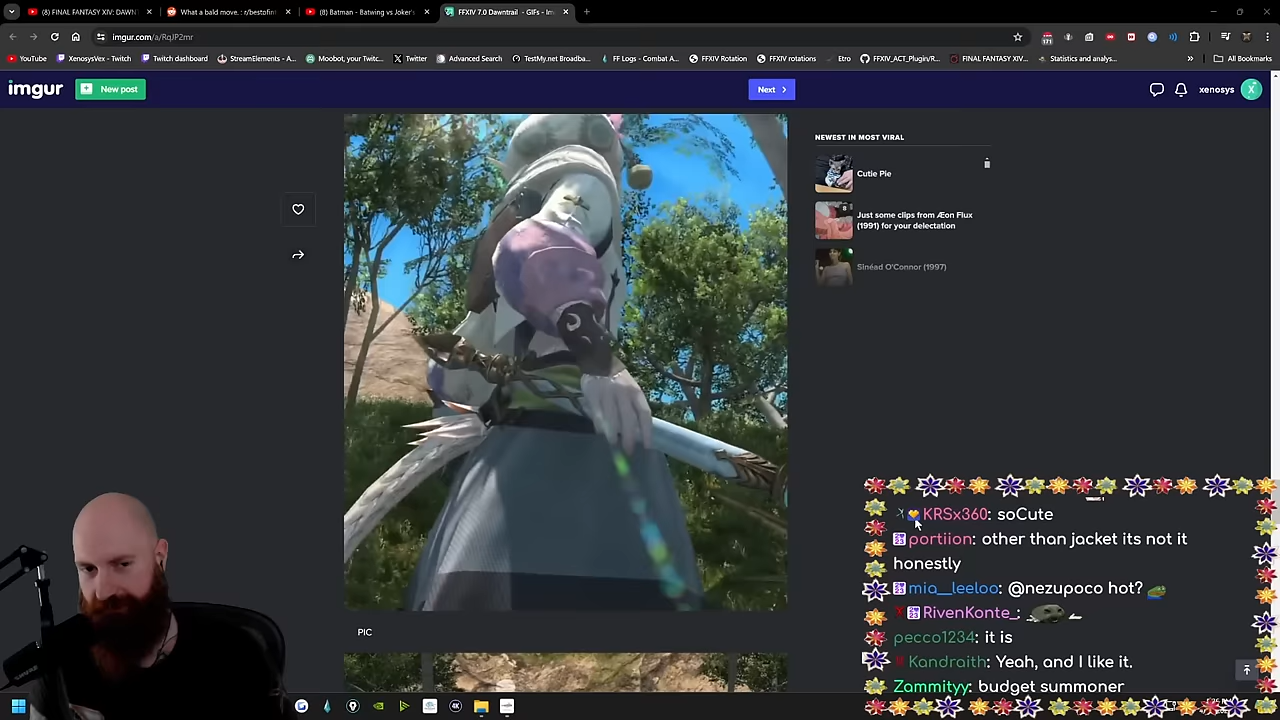 (8) FINAL FANTASY XIV: DAWNT
What a bald move. : r/bestofint
(8) Batman - Batwing vs Joker's
FFXIV 7.0 Dawntrail - GIFs - Im
imgur.com/a/RqJP2mr
YouTube
XenosysVex - Twitch
Twitch dashboard
StreamElements - A...
Moobot, your Twitc...
Twitter
Advanced Search
TestMy.net Broadba...
FF Logs - Combat A...
FFXIV Rotation
FFXIV rotations
Etro
FFXIV_ACT_Plugin/R...
FINAL FANTASY XIV...
Statistics and analys...
All Bookmarks
imgur
New post
Next
xenosys
X
NEWEST IN MOST VIRAL
Cutie Pie
Just some clips from Æon Flux
(1991) for your delectation
Sinéad O'Connor (1997)
KRSx360: soCute
portiion: other than jacket its not it
honestly
mia__leeloo: @nezupoco hot?
RivenKonte_:
pecco1234: it is
Kandraith: Yeah, and I like it.
Zammityy: budget summoner
PIC